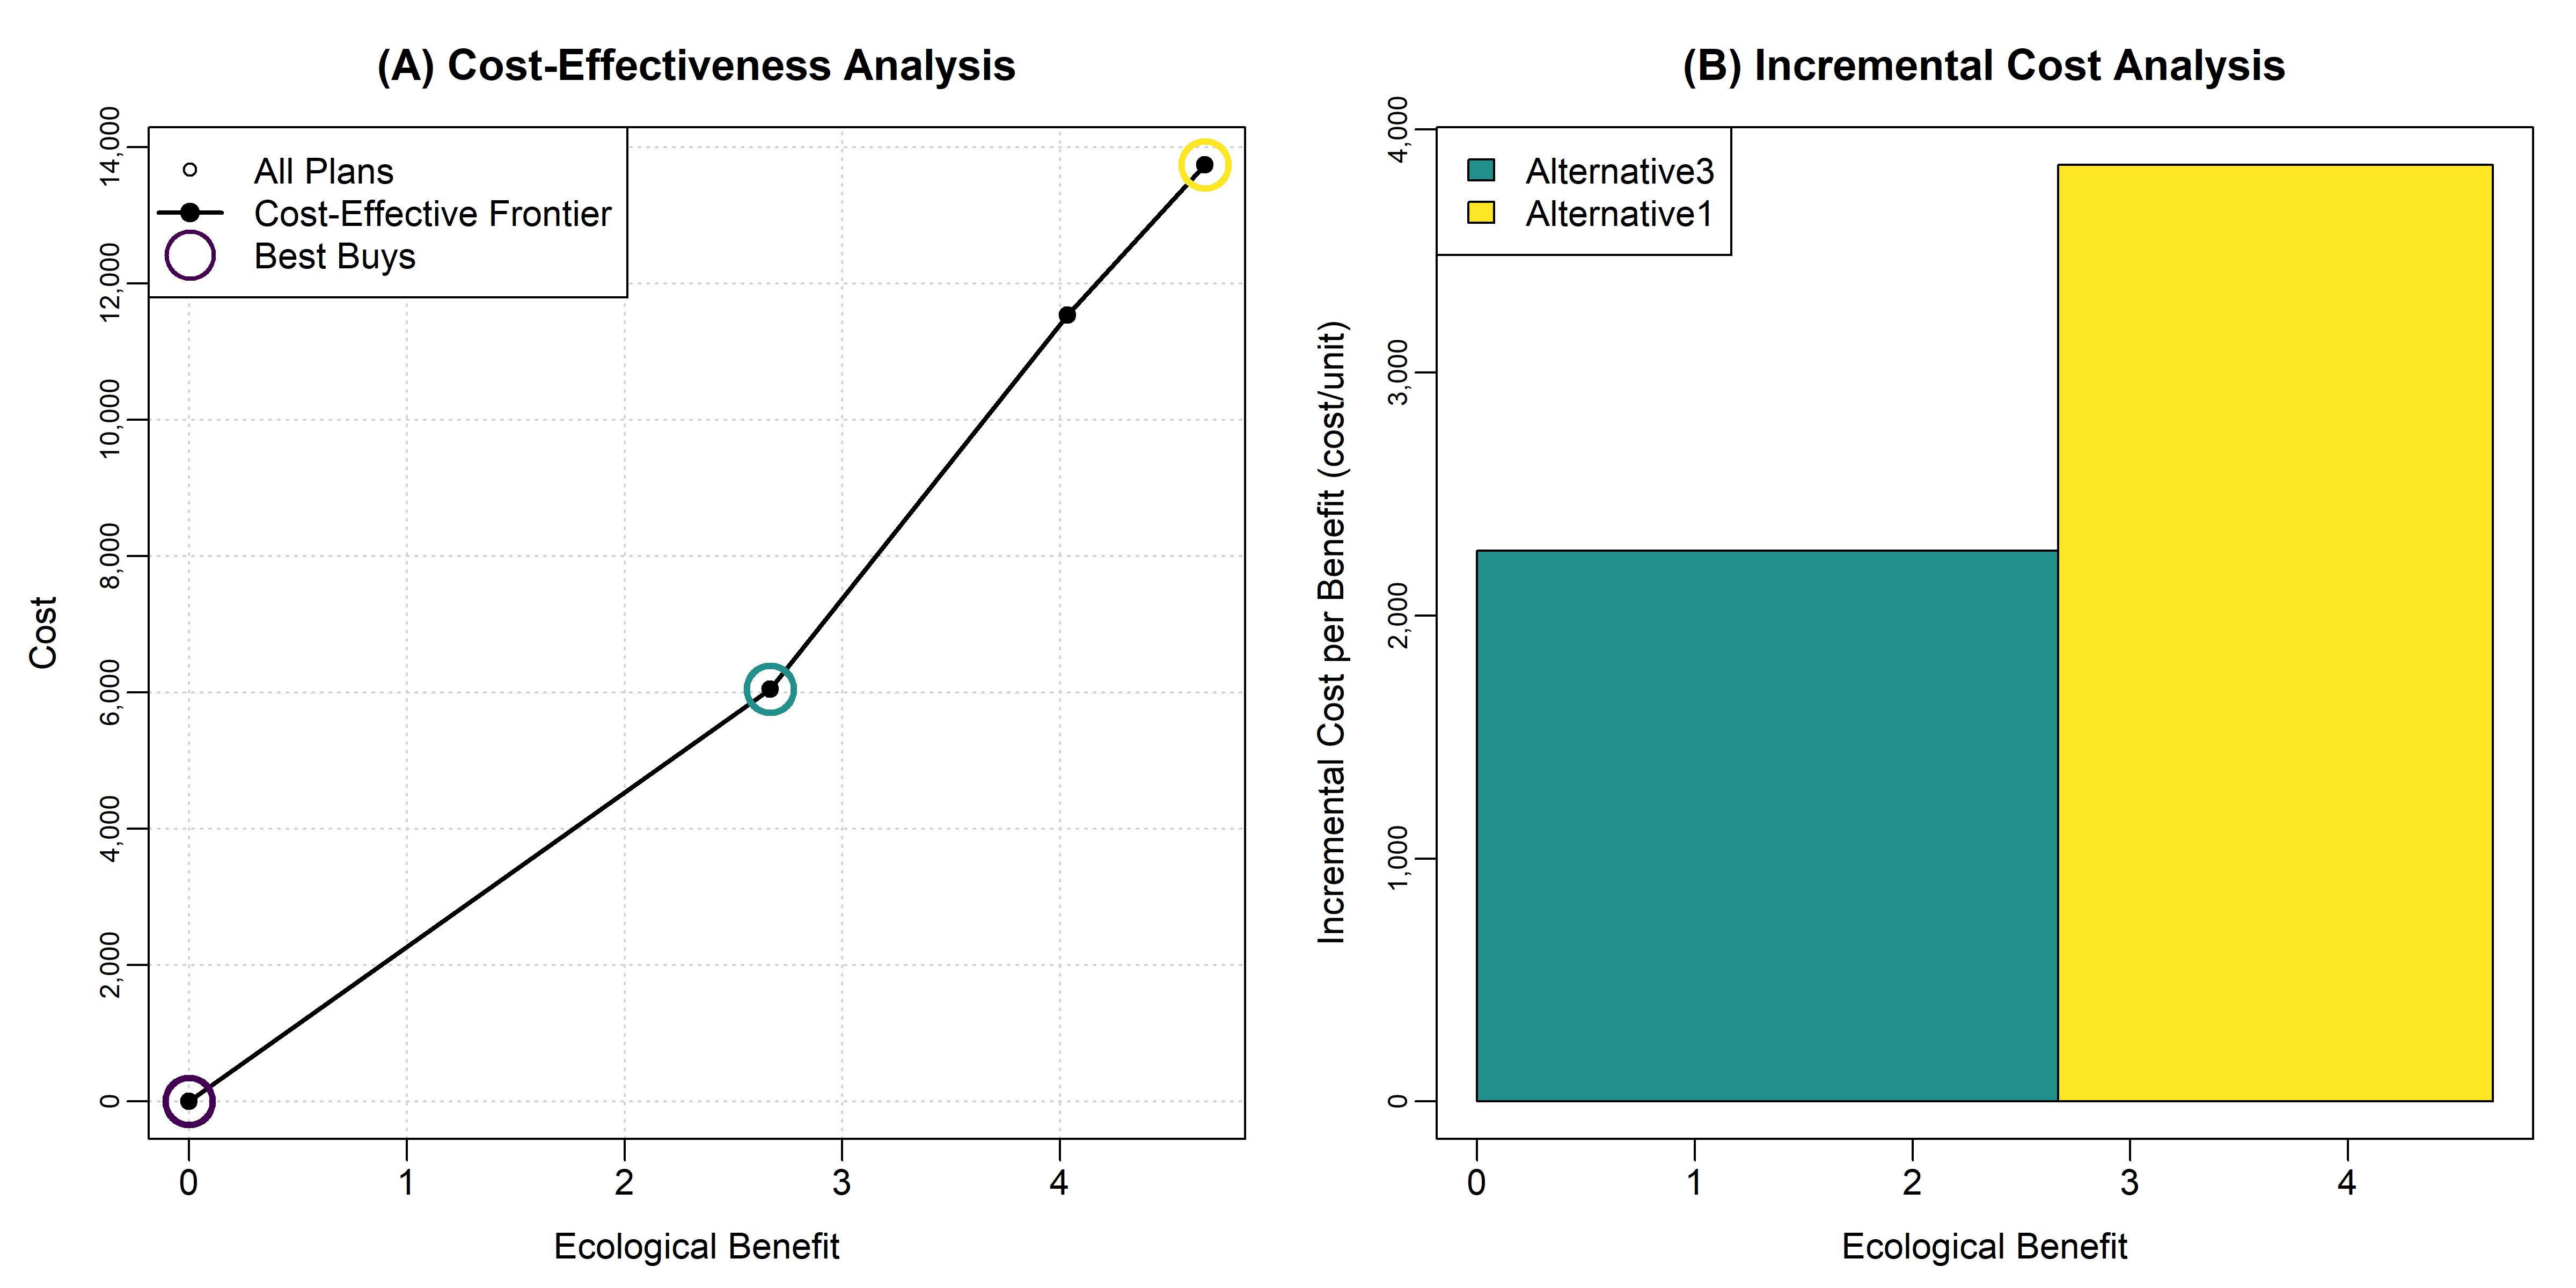 (A) Cost-Effectiveness Analysis
All Plans
Cost-Effective Frontier
Best Buys
Cost
14,000
12,000
10,000
8,000
6,000
4,000
2,000
0
0 1 2 3 4
Ecological Benefit
(B) Incremental Cost Analysis
Alternative3
Alternative1
Incremental Cost per Benefit (cost/unit)
4,000
3,000
2,000
1,000
0
0 1 2 3 4
Ecological Benefit